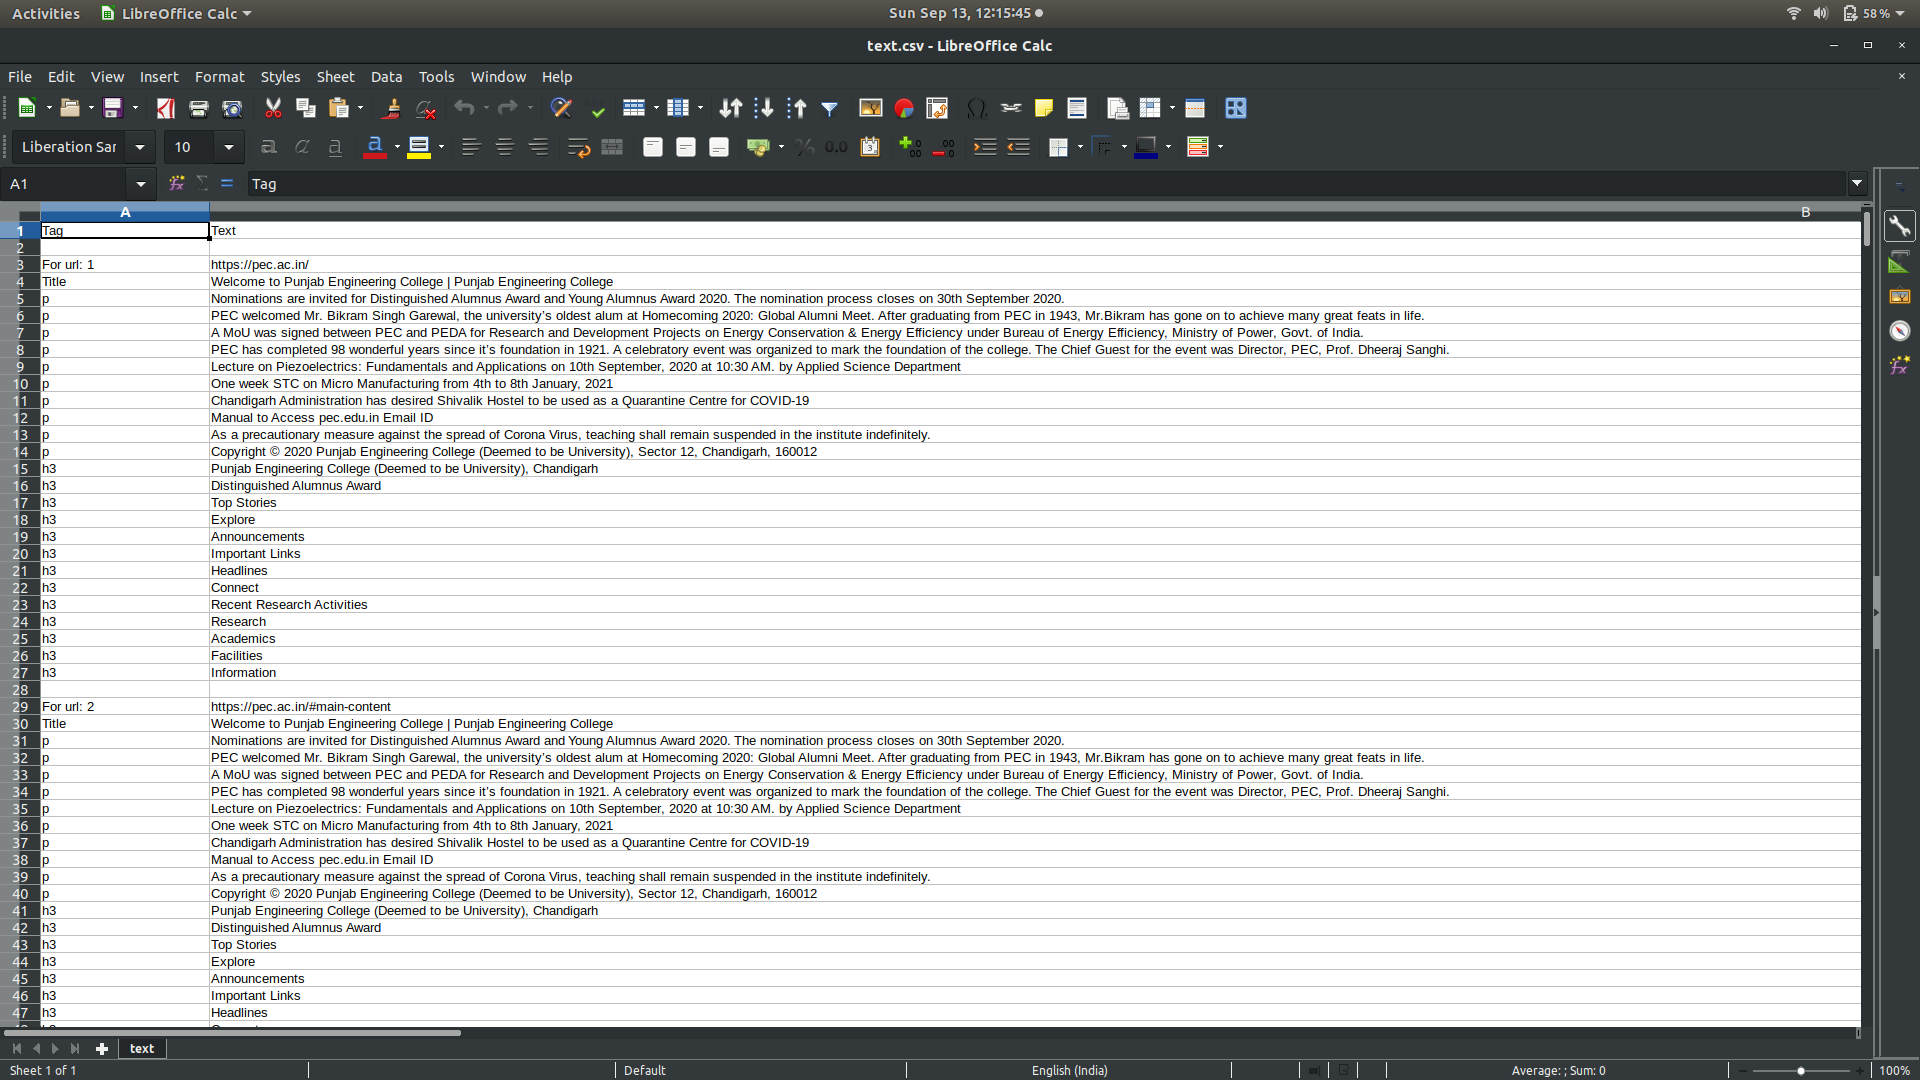 Activities LibreOffice Calc Sun Sep 13, 12:15:45 58 %
text.csv - LibreOffice Calc
File Edit View Insert Format Styles Sheet Data Tools Window Help
Liberation Sar 10
A1 Tag
A B
1 Tag Text
2
3 For url: 1 https://pec.ac.in/
4 Title Welcome to Punjab Engineering College | Punjab Engineering College
5 p Nominations are invited for Distinguished Alumnus Award and Young Alumnus Award 2020. The nomination process closes on 30th September 2020.
6 p PEC welcomed Mr. Bikram Singh Garewal, the university’s oldest alum at Homecoming 2020: Global Alumni Meet. After graduating from PEC in 1943, Mr.Bikram has gone on to achieve many great feats in life.
7 p A MoU was signed between PEC and PEDA for Research and Development Projects on Energy Conservation & Energy Efficiency under Bureau of Energy Efficiency, Ministry of Power, Govt. of India.
8 p PEC has completed 98 wonderful years since it’s foundation in 1921. A celebratory event was organized to mark the foundation of the college. The Chief Guest for the event was Director, PEC, Prof. Dheeraj Sanghi.
9 p Lecture on Piezoelectrics: Fundamentals and Applications on 10th September, 2020 at 10:30 AM. by Applied Science Department
10 p One week STC on Micro Manufacturing from 4th to 8th January, 2021
11 p Chandigarh Administration has desired Shivalik Hostel to be used as a Quarantine Centre for COVID-19
12 p Manual to Access pec.edu.in Email ID
13 p As a precautionary measure against the spread of Corona Virus, teaching shall remain suspended in the institute indefinitely.
14 p Copyright © 2020 Punjab Engineering College (Deemed to be University), Sector 12, Chandigarh, 160012
15 h3 Punjab Engineering College (Deemed to be University), Chandigarh
16 h3 Distinguished Alumnus Award
17 h3 Top Stories
18 h3 Explore
19 h3 Announcements
20 h3 Important Links
21 h3 Headlines
22 h3 Connect
23 h3 Recent Research Activities
24 h3 Research
25 h3 Academics
26 h3 Facilities
27 h3 Information
28
29 For url: 2 https://pec.ac.in/#main-content
30 Title Welcome to Punjab Engineering College | Punjab Engineering College
31 p Nominations are invited for Distinguished Alumnus Award and Young Alumnus Award 2020. The nomination process closes on 30th September 2020.
32 p PEC welcomed Mr. Bikram Singh Garewal, the university’s oldest alum at Homecoming 2020: Global Alumni Meet. After graduating from PEC in 1943, Mr.Bikram has gone on to achieve many great feats in life.
33 p A MoU was signed between PEC and PEDA for Research and Development Projects on Energy Conservation & Energy Efficiency under Bureau of Energy Efficiency, Ministry of Power, Govt. of India.
34 p PEC has completed 98 wonderful years since it’s foundation in 1921. A celebratory event was organized to mark the foundation of the college. The Chief Guest for the event was Director, PEC, Prof. Dheeraj Sanghi.
35 p Lecture on Piezoelectrics: Fundamentals and Applications on 10th September, 2020 at 10:30 AM. by Applied Science Department
36 p One week STC on Micro Manufacturing from 4th to 8th January, 2021
37 p Chandigarh Administration has desired Shivalik Hostel to be used as a Quarantine Centre for COVID-19
38 p Manual to Access pec.edu.in Email ID
39 p As a precautionary measure against the spread of Corona Virus, teaching shall remain suspended in the institute indefinitely.
40 p Copyright © 2020 Punjab Engineering College (Deemed to be University), Sector 12, Chandigarh, 160012
41 h3 Punjab Engineering College (Deemed to be University), Chandigarh
42 h3 Distinguished Alumnus Award
43 h3 Top Stories
44 h3 Explore
45 h3 Announcements
46 h3 Important Links
47 h3 Headlines
text
Sheet 1 of 1 Default English (India) Average: ; Sum: 0 100%